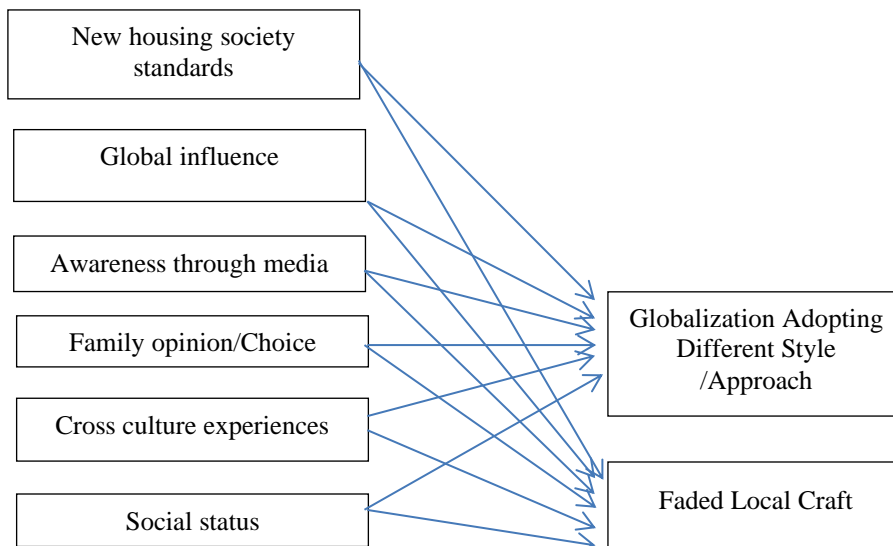 New housing society
standards
Global influence
Awareness through media
Family opinion/Choice
Cross culture experiences
Social status
Globalization Adopting
Different Style
/Approach
Faded Local Craft